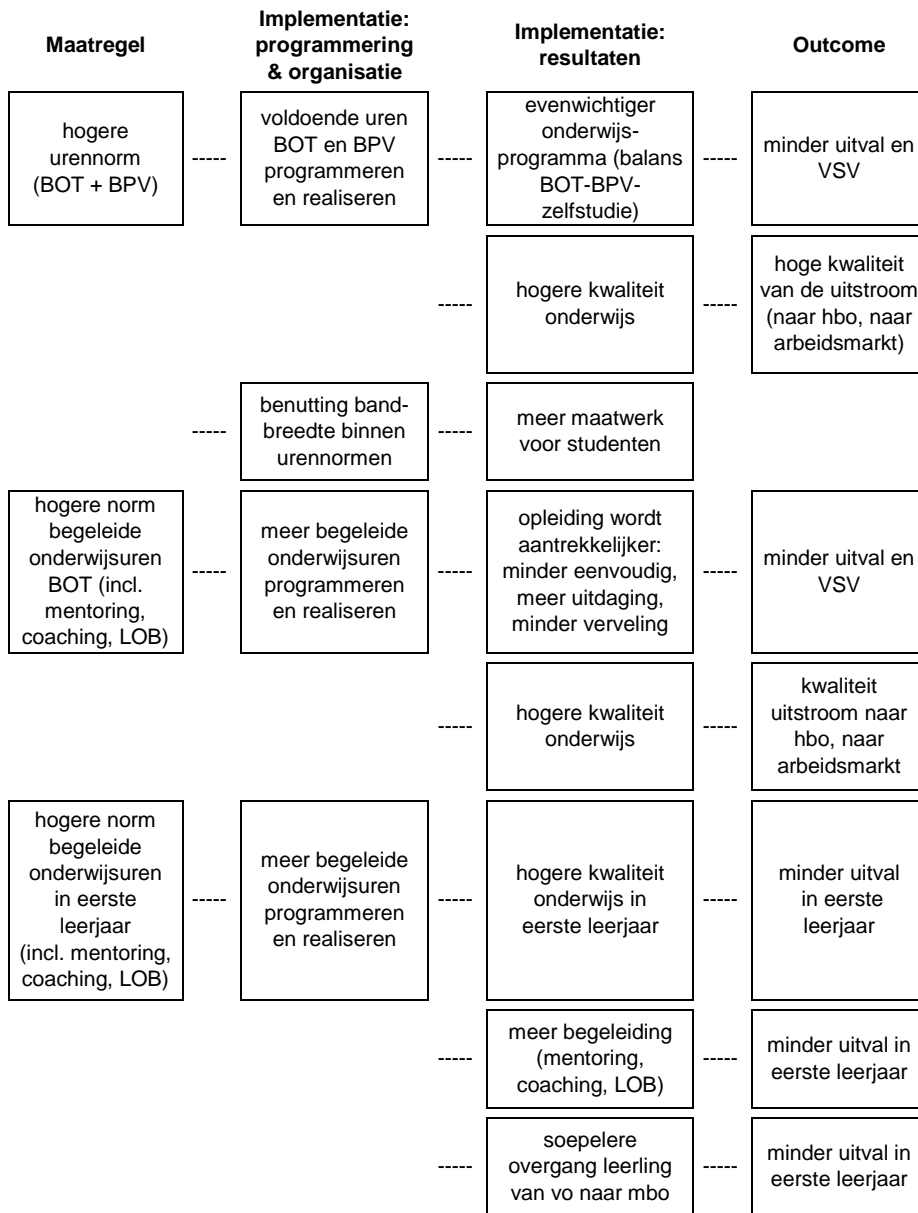 Maatregel
Implementatie:
programmering
& organisatie
Implementatie:
resultaten
Outcome
hogere
urennorm
(BOT + BPV)
-----
voldoende uren
BOT en BPV
programmeren
en realiseren
-----
evenwichtiger
onderwijs-
programma (balans
BOT-BPV-
zelfstudie)
----
minder uitval en
VSV
-----
hogere kwaliteit
onderwijs
----
hoge kwaliteit
van de uitstroom
(naar hbo, naar
arbeidsmarkt)
-----
benutting band-
breedte binnen
urennormen
-----
meer maatwerk
voor studenten
hogere norm
begeleide
onderwijsuren
BOT (incl.
mentoring,
coaching, LOB)
-----
meer begeleide
onderwijsuren
programmeren
en realiseren
-----
opleiding wordt
aantrekkelijker:
minder eenvoudig,
meer uitdaging,
minder verveling
----
minder uitval en
VSV
-----
hogere kwaliteit
onderwijs
----
kwaliteit
uitstroom naar
hbo, naar
arbeidsmarkt
hogere norm
begeleide
onderwijsuren
in eerste
leerjaar
(incl. mentoring,
coaching, LOB)
-----
meer begeleide
onderwijsuren
programmeren
en realiseren
-----
hogere kwaliteit
onderwijs in
eerste leerjaar
----
minder uitval
in eerste
leerjaar
-----
meer begeleiding
(mentoring,
coaching, LOB)
----
minder uitval in
eerste leerjaar
-----
soepelere
overgang leerling
van vo naar mbo
-----
minder uitval in
eerste leerjaar